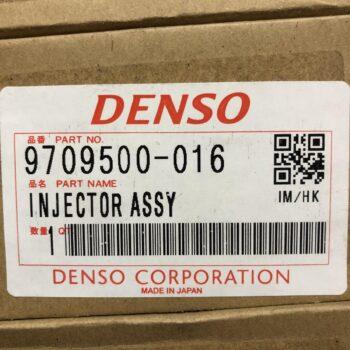 DENSO
品番 PART NO.
9709500-016
品名 PART NAME
INJECTOR ASSY
IM/HK
数量
1
DENSO CORPORATION
MADE IN JAPAN